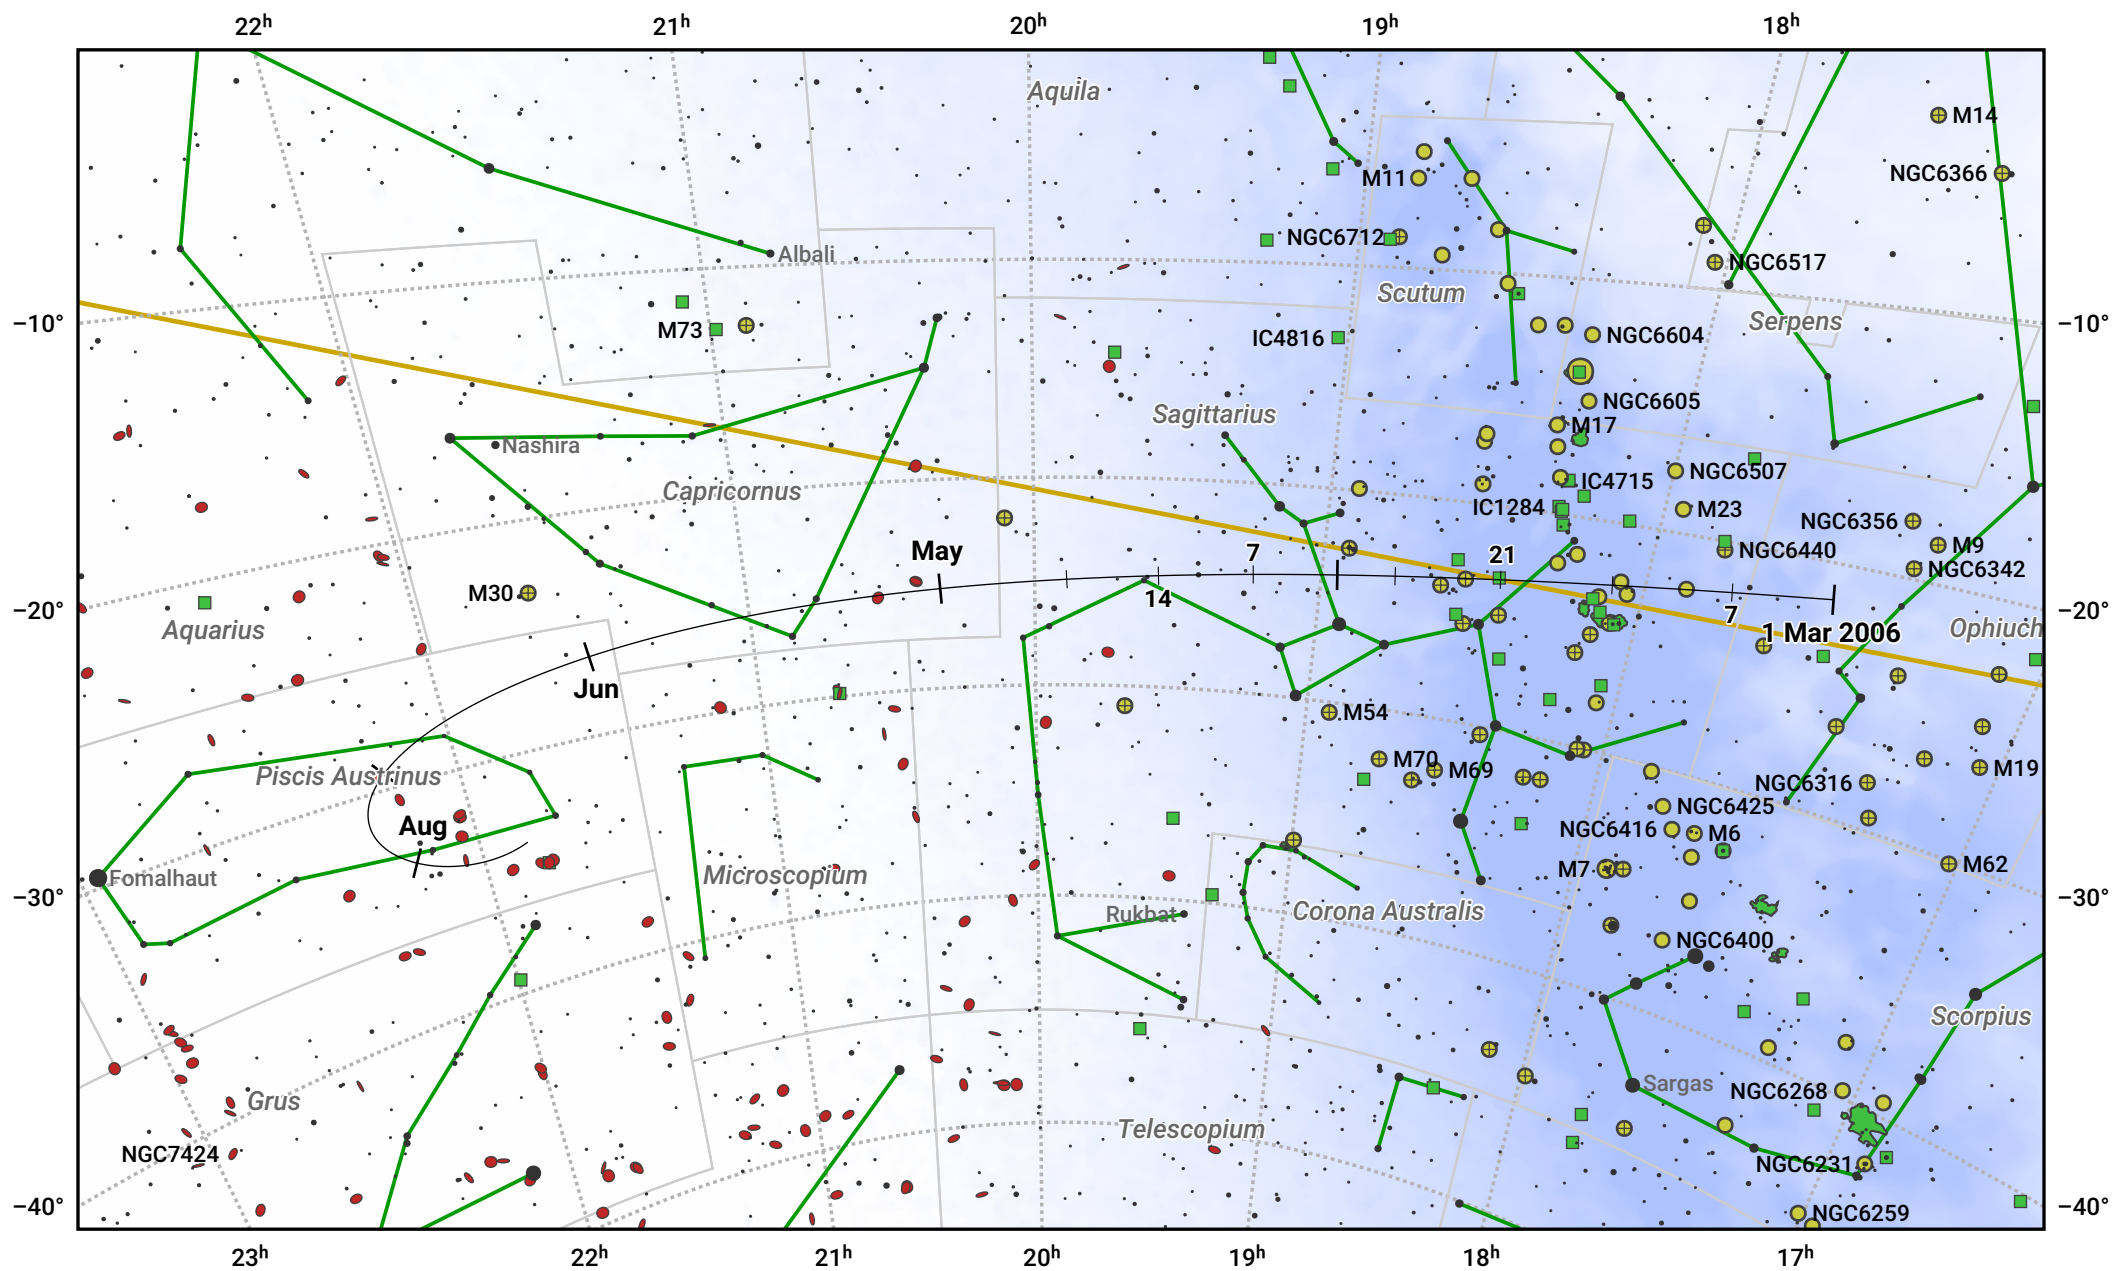 22ʰ 21ʰ 20ʰ 19ʰ 18ʰ
Aquila
M14
NGC6366
M11
NGC6712
Albali
NGC6517
Scutum
−10° −10°
Serpens
M73
IC4816
NGC6604
NGC6605
Sagittarius
M17
Nashira
NGC6507
Capricornus
IC4715
IC1284
M23
NGC6356
May
7
21
NGC6440
M9
NGC6342
M30
14
7
−20° −20°
Aquarius
1 Mar 2006
Ophiuch
Jun
M54
M70
M69
M19
Piscis Austrinus
NGC6316
NGC6425
Aug
NGC6416
M6
M62
M7
Fomalhaut
Microscopium
−30° −30°
Rukbat
Corona Australis
NGC6400
Scorpius
Sargas
NGC6268
Grus
Telescopium
NGC7424
NGC6231
−40° −40°
NGC6259
23ʰ 22ʰ 21ʰ 20ʰ 19ʰ 18ʰ 17ʰ